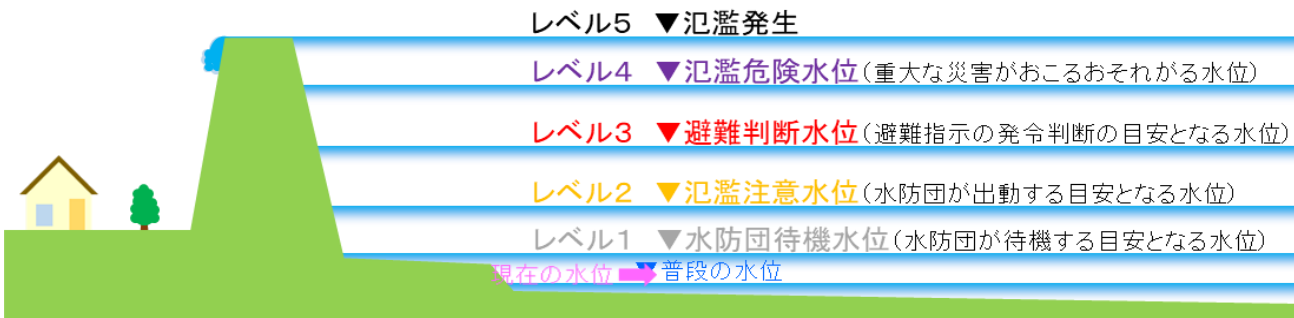 レベル5 ▼氾濫発生
レベル4 ▼氾濫危険水位(重大な災害がおこるおそれがる水位)
レベル3 ▼避難判断水位(避難指示の発令判断の目安となる水位)
レベル2 ▼氾濫注意水位(水防団が出動する目安となる水位)
レベル1 ▼水防団待機水位(水防団が待機する目安となる水位)
現在の水位 ➡ ▼普段の水位